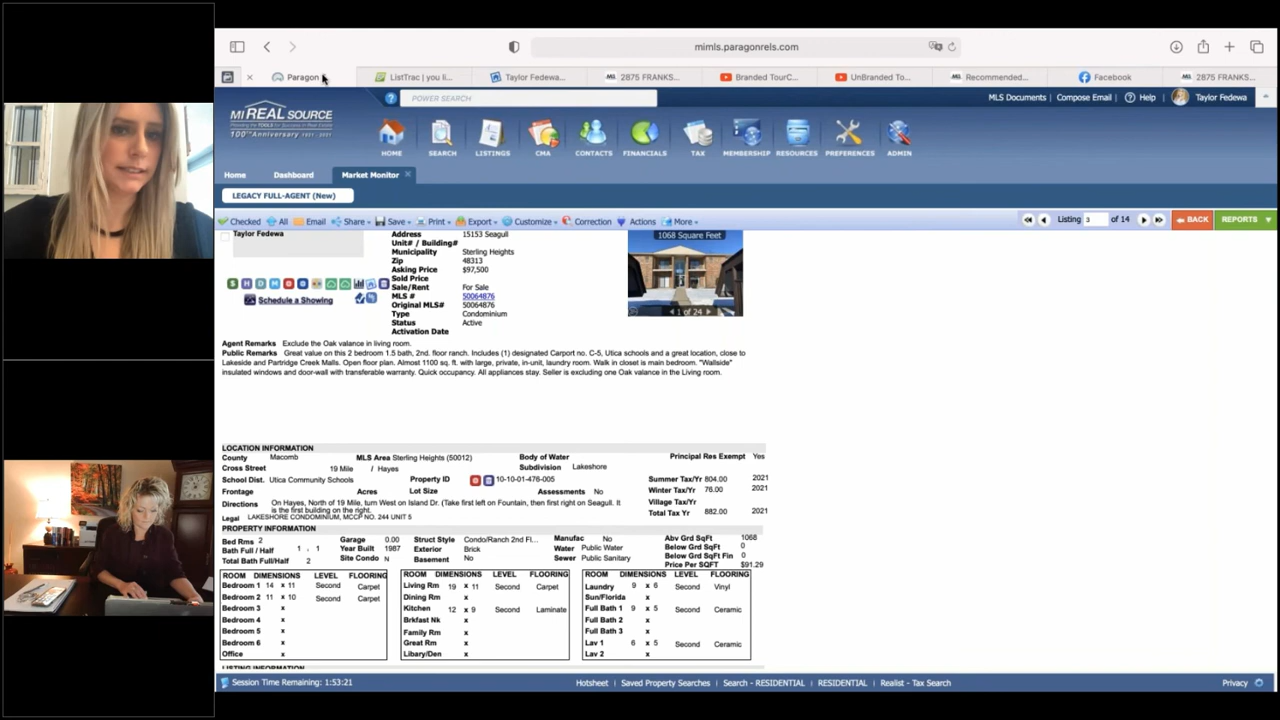 mimls.paragonrels.com
Paragon
ListTrac | you li...
Taylor Fedewa...
2875 FRANKS...
Branded TourC...
UnBranded To...
Recommended...
Facebook
2875 FRANKS...
MI REAL SOURCE
100th Anniversary 1921 - 2021
POWER SEARCH
MLS Documents
Compose Email
Help
Taylor Fedewa
HOME
SEARCH
LISTINGS
CMA
CONTACTS
FINANCIALS
TAX
MEMBERSHIP
RESOURCES
PREFERENCES
ADMIN
Home
Dashboard
Market Monitor
LEGACY FULL-AGENT (New)
Checked All Email Share Save Print Export Customize Correction Actions More
Listing 3 of 14
BACK
REPORTS
Taylor Fedewa
Schedule a Showing
Address 15153 Seagull
Unit# / Building#
Municipality Sterling Heights
Zip 48313
Asking Price $97,500
Sold Price
Sale/Rent For Sale
MLS # 50064876
Original MLS# 50064876
Type Condominium
Status Active
Activation Date
1068 Square Feet
1 of 24
Agent Remarks Exclude the Oak valance in living room.
Public Remarks Great value on this 2 bedroom 1.5 bath, 2nd. floor ranch. Includes (1) designated Carport no. C-5, Utica schools and a great location, close to
Lakeside and Partridge Creek Malls. Open floor plan. Almost 1100 sq. ft. with large, private, in-unit, laundry room. Walk in closet is main bedroom. "Wallside"
insulated windows and door-wall with transferable warranty. Quick occupancy. All appliances stay. Seller is excluding one Oak valance in the Living room.
LOCATION INFORMATION
County Macomb MLS Area Sterling Heights (50012) Body of Water Principal Res Exempt Yes
Cross Street 19 Mile / Hayes Subdivision Lakeshore
School Dist. Utica Community Schools Property ID 10-10-01-476-005 Summer Tax/Yr 804.00 2021
Frontage Acres Lot Size Assessments No Winter Tax/Yr 76.00 2021
Directions On Hayes, North of 19 Mile, turn West on Island Dr. (Take first left on Fountain, then first right on Seagull. It Village Tax/Yr
is the first building on the right.
Legal LAKESHORE CONDOMINIUM, MCCP NO. 244 UNIT 5 Total Tax Yr 882.00 2021
PROPERTY INFORMATION
Bed Rms 2 Garage 0.00 Struct Style Condo/Ranch 2nd Fl... Manufac No Abv Grd SqFt 1068
Bath Full / Half 1 , 1 Year Built 1987 Exterior Brick Water Public Water Below Grd SqFt 0
Total Bath Full/Half 2 Site Condo N Basement No Sewer Public Sanitary Below Grd SqFt Fin 0
Price Per SQFT $91.29
ROOM DIMENSIONS LEVEL FLOORING
Bedroom 1 14 x 11 Second Carpet
Bedroom 2 11 x 10 Second Carpet
Bedroom 3 x
Bedroom 4 x
Bedroom 5 x
Bedroom 6 x
Office x
ROOM DIMENSIONS LEVEL FLOORING
Living Rm 19 x 11 Second Carpet
Dining Rm x
Kitchen 12 x 9 Second Laminate
Brkfast Nk x
Family Rm x
Great Rm x
Libary/Den x
ROOM DIMENSIONS LEVEL FLOORING
Laundry 9 x 6 Second Vinyl
Sun/Florida x
Full Bath 1 9 x 5 Second Ceramic
Full Bath 2 x
Full Bath 3 x
Lav 1 6 x 5 Second Ceramic
Lav 2 x
LISTING INFORMATION
Session Time Remaining: 1:53:21
Hotsheet | Saved Property Searches | Search - RESIDENTIAL | RESIDENTIAL | Realist - Tax Search
Privacy